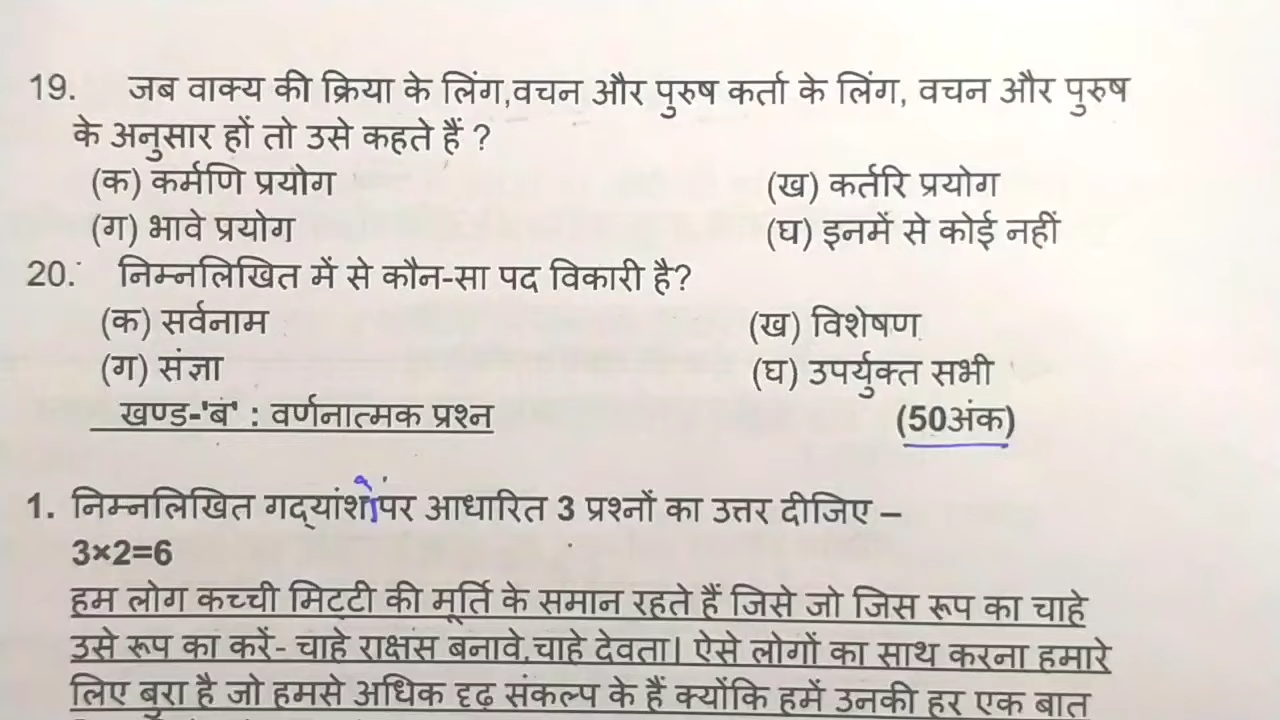 19. जब वाक्य की क्रिया के लिंग,वचन और पुरुष कर्ता के लिंग, वचन और पुरुष
के अनुसार हों तो उसे कहते हैं ?
(क) कर्मणि प्रयोग (ख) कर्तरि प्रयोग
(ग) भावे प्रयोग (घ) इनमें से कोई नहीं
20. निम्नलिखित में से कौन-सा पद विकारी है?
(क) सर्वनाम (ख) विशेषण
(ग) संज्ञा (घ) उपर्युक्त सभी
खण्ड-'बं' : वर्णनात्मक प्रश्न (50अंक)
1. निम्नलिखित गद्यांशों पर आधारित 3 प्रश्नों का उत्तर दीजिए –
3×2=6
हम लोग कच्ची मिट्टी की मूर्ति के समान रहते हैं जिसे जो जिस रूप का चाहे
उसे रूप का करें- चाहे राक्षस बनावे,चाहे देवता। ऐसे लोगों का साथ करना हमारे
लिए बुरा है जो हमसे अधिक दृढ़ संकल्प के हैं क्योंकि हमें उनकी हर एक बात